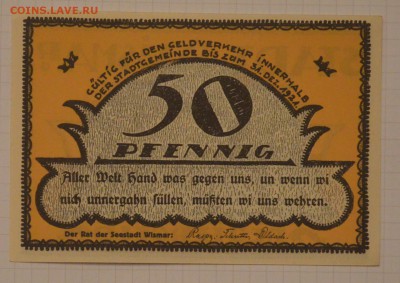 COINS.LAVE.RU
GÜLTIG FÜR DEN GELDVERKEHR INNERHALB
DER STADTGEMEINDE BIS ZUM 31. DEZ. 1921.
50
PFENNIG
Aller Welt Hand was gegen uns, un wenn wi
nich unnergahn süllen, müßten wi uns wehren.
Der Rat der Seestadt Wismar: